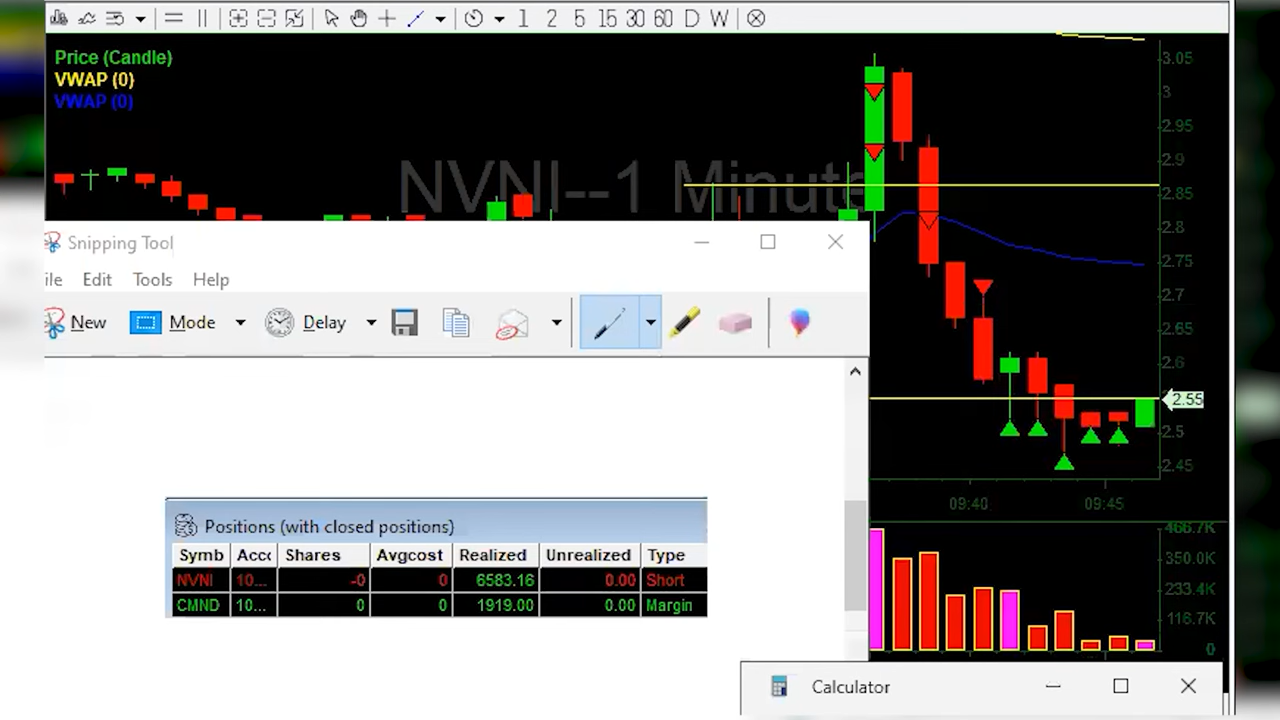 1 2 5 15 30 60 D W
Price (Candle)
VWAP (0)
VWAP (0)
NVNI--1 Minute
3.05
3
2.95
2.9
2.85
2.8
2.75
2.7
2.65
2.6
2.55
2.5
2.45
09:40 09:45
466.7K
350.0K
233.4K
116.7K
0
Snipping Tool
ile Edit Tools Help
New Mode Delay
Positions (with closed positions)
Symb Acc Shares Avgcost Realized Unrealized Type
NVNI 10... -0 0 6583.16 0.00 Short
CMND 10... 0 0 1919.00 0.00 Margin
Calculator